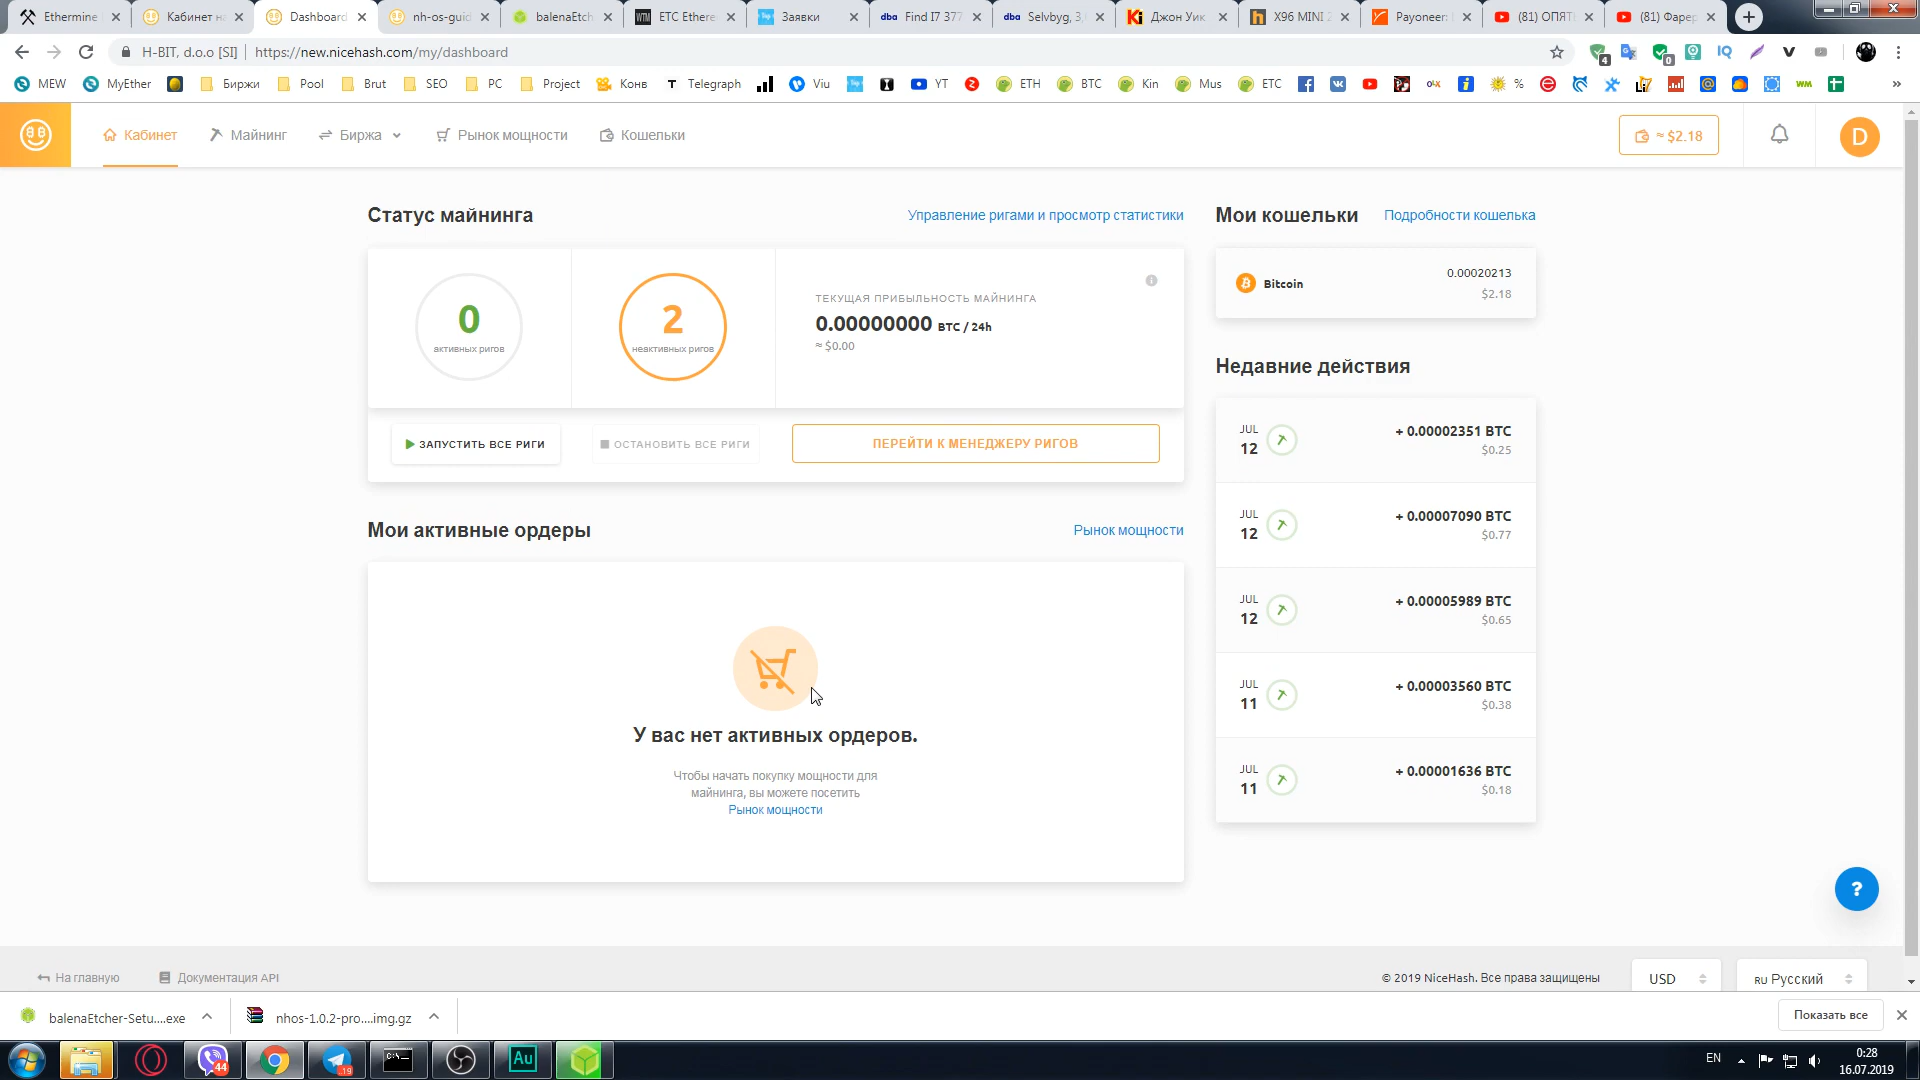 Ethermine
Кабинет на
Dashboard
nh-os-guid
balenaEtch
ETC Ethere
Заявки
Find I7 377
Selvbyg, 3,
Джон Уик
X96 MINI 2
Payoneer:
(81) ОПЯТ
(81) Фарер
H-BIT, d.o.o [SI]
https://new.nicehash.com/my/dashboard
MEW
MyEther
Биржи
Pool
Brut
SEO
PC
Project
Конв
Telegraph
Viu
YT
ETH
BTC
Kin
Mus
ETC
%
»
Кабинет
Майнинг
Биржа
Рынок мощности
Кошельки
≈ $2.18
D
Статус майнинга
Управление ригами и просмотр статистики
0
активных ригов
2
неактивных ригов
ТЕКУЩАЯ ПРИБЫЛЬНОСТЬ МАЙНИНГА
0.00000000 BTC / 24h
≈ $0.00
ЗАПУСТИТЬ ВСЕ РИГИ
ОСТАНОВИТЬ ВСЕ РИГИ
ПЕРЕЙТИ К МЕНЕДЖЕРУ РИГОВ
Мои активные ордеры
Рынок мощности
У вас нет активных ордеров.
Чтобы начать покупку мощности для
майнинга, вы можете посетить
Рынок мощности
Мои кошельки
Подробности кошелька
Bitcoin
0.00020213
$2.18
Недавние действия
JUL
12
+ 0.00002351 BTC
$0.25
JUL
12
+ 0.00007090 BTC
$0.77
JUL
12
+ 0.00005989 BTC
$0.65
JUL
11
+ 0.00003560 BTC
$0.38
JUL
11
+ 0.00001636 BTC
$0.18
?
На главную
Документация API
© 2019 NiceHash. Все права защищены
USD
RU Русский
balenaEtcher-Setu....exe
nhos-1.0.2-pro....img.gz
Показать все
44
19
Au
EN
0:28
16.07.2019